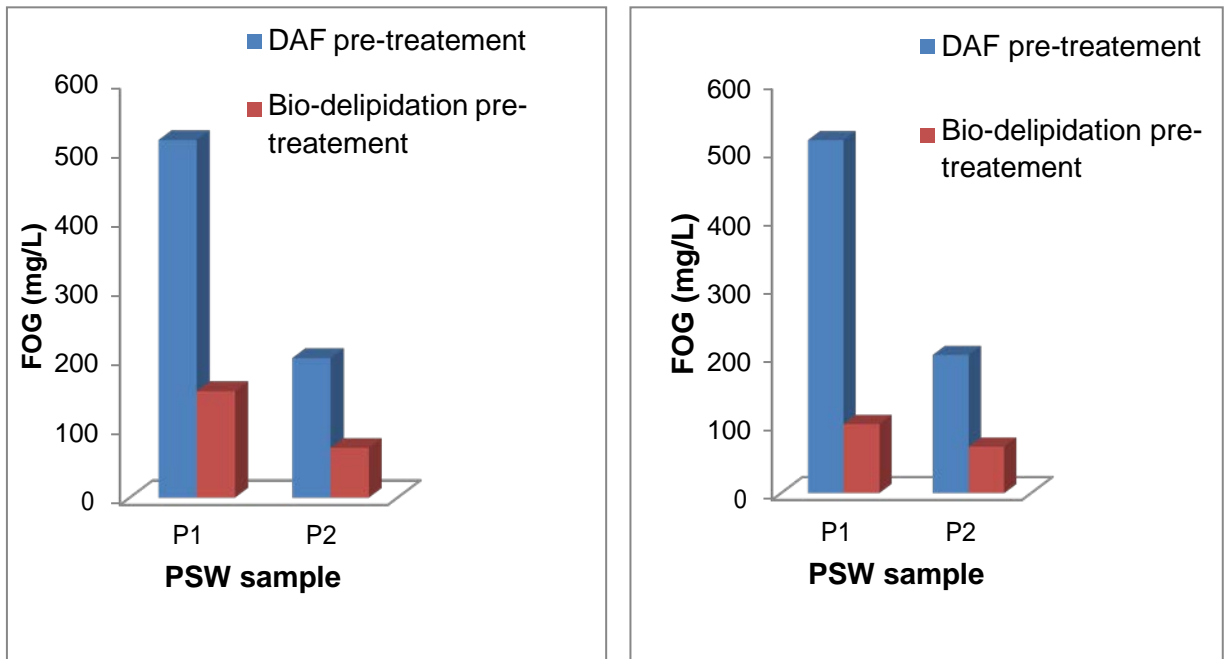 DAF pre-treatement
Bio-delipidation pre-
treatement
600
500
400
300
200
100
0
FOG (mg/L)
P1 P2
PSW sample
DAF pre-treatement
Bio-delipidation pre-
treatement
600
500
400
300
200
100
0
FOG (mg/L)
P1 P2
PSW sample